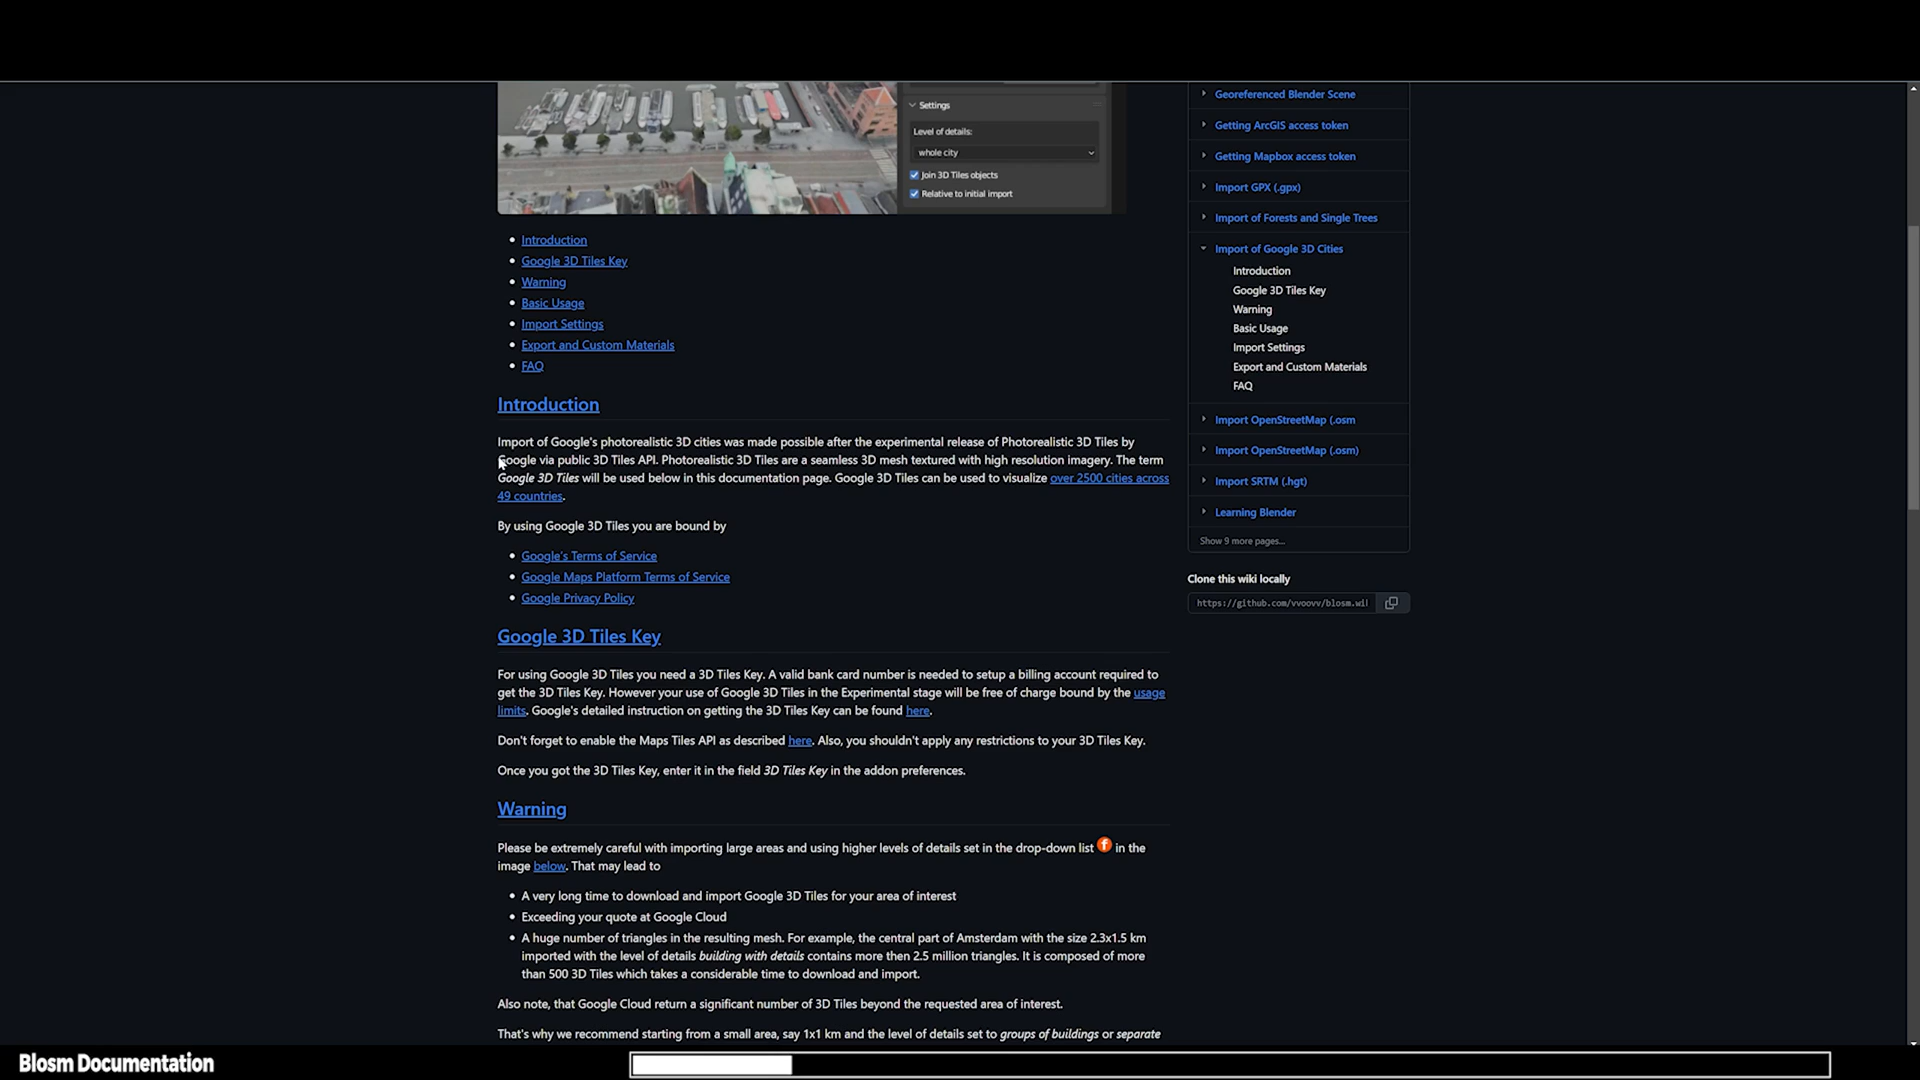 Settings
Level of details:
whole city
Join 3D Tiles objects
Relative to initial import
Introduction
Google 3D Tiles Key
Warning
Basic Usage
Import Settings
Export and Custom Materials
FAQ
Introduction
Import of Google's photorealistic 3D cities was made possible after the experimental release of Photorealistic 3D Tiles by
Google via public 3D Tiles API. Photorealistic 3D Tiles are a seamless 3D mesh textured with high resolution imagery. The term
Google 3D Tiles will be used below in this documentation page. Google 3D Tiles can be used to visualize over 2500 cities across
49 countries.
By using Google 3D Tiles you are bound by
Google's Terms of Service
Google Maps Platform Terms of Service
Google Privacy Policy
Google 3D Tiles Key
For using Google 3D Tiles you need a 3D Tiles Key. A valid bank card number is needed to setup a billing account required to
get the 3D Tiles Key. However your use of Google 3D Tiles in the Experimental stage will be free of charge bound by the usage
limits. Google's detailed instruction on getting the 3D Tiles Key can be found here.
Don't forget to enable the Maps Tiles API as described here. Also, you shouldn't apply any restrictions to your 3D Tiles Key.
Once you got the 3D Tiles Key, enter it in the field 3D Tiles Key in the addon preferences.
Warning
Please be extremely careful with importing large areas and using higher levels of details set in the drop-down list f in the
image below. That may lead to
A very long time to download and import Google 3D Tiles for your area of interest
Exceeding your quote at Google Cloud
A huge number of triangles in the resulting mesh. For example, the central part of Amsterdam with the size 2.3x1.5 km
imported with the level of details building with details contains more then 2.5 million triangles. It is composed of more
than 500 3D Tiles which takes a considerable time to download and import.
Also note, that Google Cloud return a significant number of 3D Tiles beyond the requested area of interest.
That's why we recommend starting from a small area, say 1x1 km and the level of details set to groups of buildings or separate
Georeferenced Blender Scene
Getting ArcGIS access token
Getting Mapbox access token
Import GPX (.gpx)
Import of Forests and Single Trees
Import of Google 3D Cities
Introduction
Google 3D Tiles Key
Warning
Basic Usage
Import Settings
Export and Custom Materials
FAQ
Import OpenStreetMap (.osm
Import OpenStreetMap (.osm)
Import SRTM (.hgt)
Learning Blender
Show 9 more pages...
Clone this wiki locally
https://github.com/vvoovv/blosm.wi
Blosm Documentation